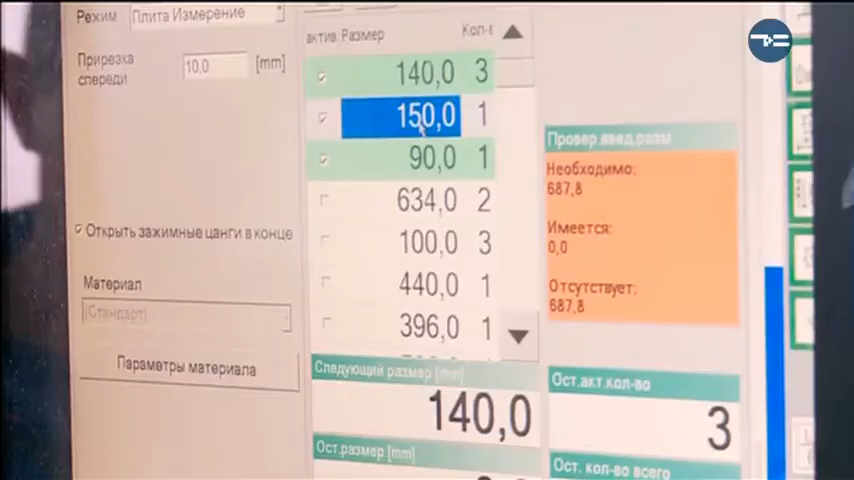 Режим Плита Измерение
Прирезка спереди 10,0 [mm]
Открыть зажимные цанги в конце
Материал
(Стандарт)
Параметры материала
актив. Размер
140,0 3
150,0 1
90,0 1
634,0 2
100,0 3
440,0 1
396,0 1
Следующий размер [mm]
140,0
Ост.размер [mm]
Провер.введ.разм
Необходимо:
687,8
Имеется:
0,0
Отсутствует:
687,8
Ост.акт.кол-во
3
Ост. кол-во всего